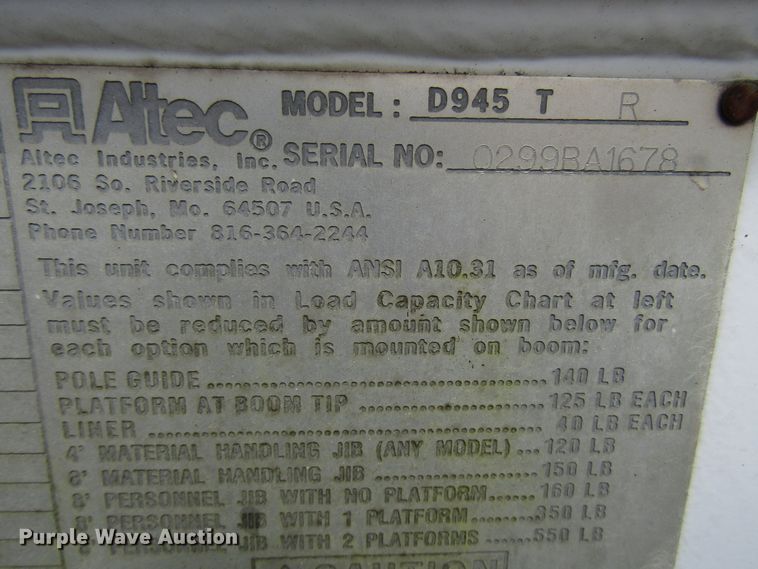 Altec® MODEL: D945 T R
Altec Industries, Inc. SERIAL NO: 0299BA1678
2106 So. Riverside Road
St. Joseph, Mo. 64507 U.S.A.
Phone Number 816-364-2244
This unit complies with ANSI A10.31 as of mfg. date.
Values shown in Load Capacity Chart at left
must be reduced by amount shown below for
each option which is mounted on boom:
POLE GUIDE ........ 140 LB
PLATFORM AT BOOM TIP ........ 125 LB EACH
LINER ........ 40 LB EACH
4' MATERIAL HANDLING JIB (ANY MODEL) ... 120 LB
MATERIAL HANDLING JIB ........ 150 LB
8' PERSONNEL JIB WITH NO PLATFORM ...... 160 LB
8' PERSONNEL JIB WITH 1 PLATFORM ........ 350 LB
PERSONNEL JIB WITH 2 PLATFORMS ..... 550 LB
CAUTION
Purple Wave Auction